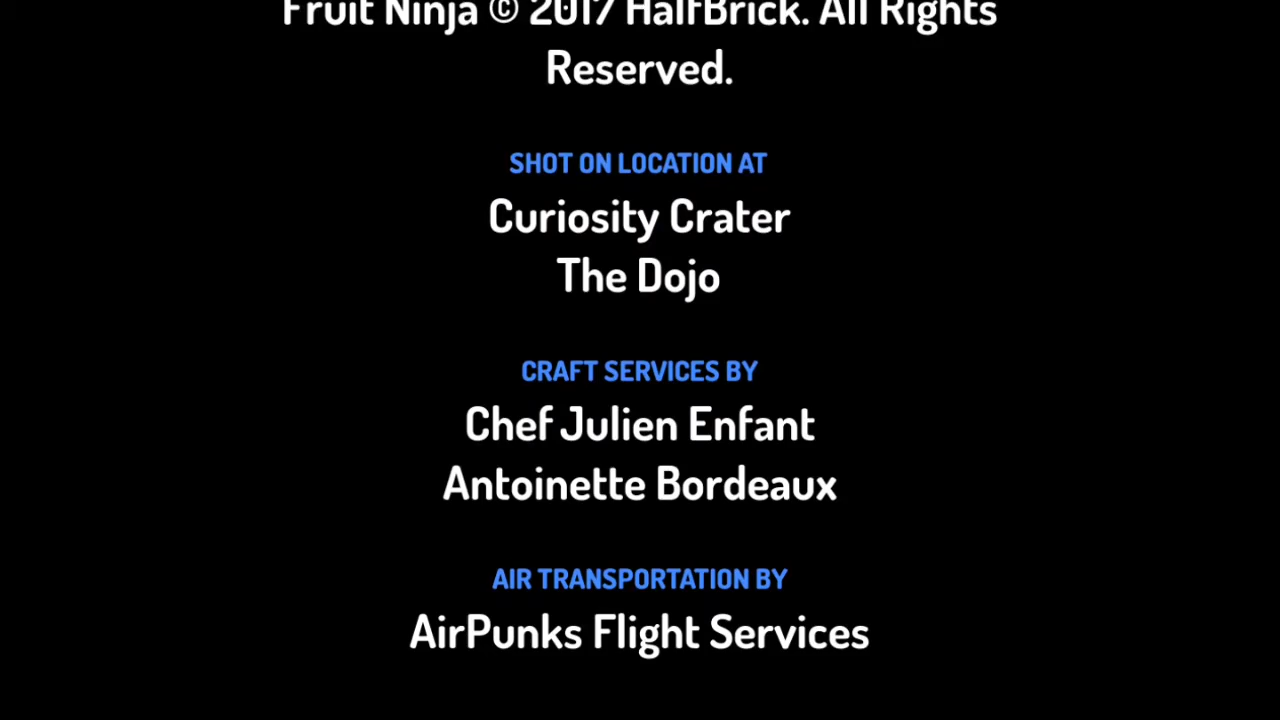 Fruit Ninja © 2017 HalfBrick. All Rights
Reserved.
SHOT ON LOCATION AT
Curiosity Crater
The Dojo
CRAFT SERVICES BY
Chef Julien Enfant
Antoinette Bordeaux
AIR TRANSPORTATION BY
AirPunks Flight Services